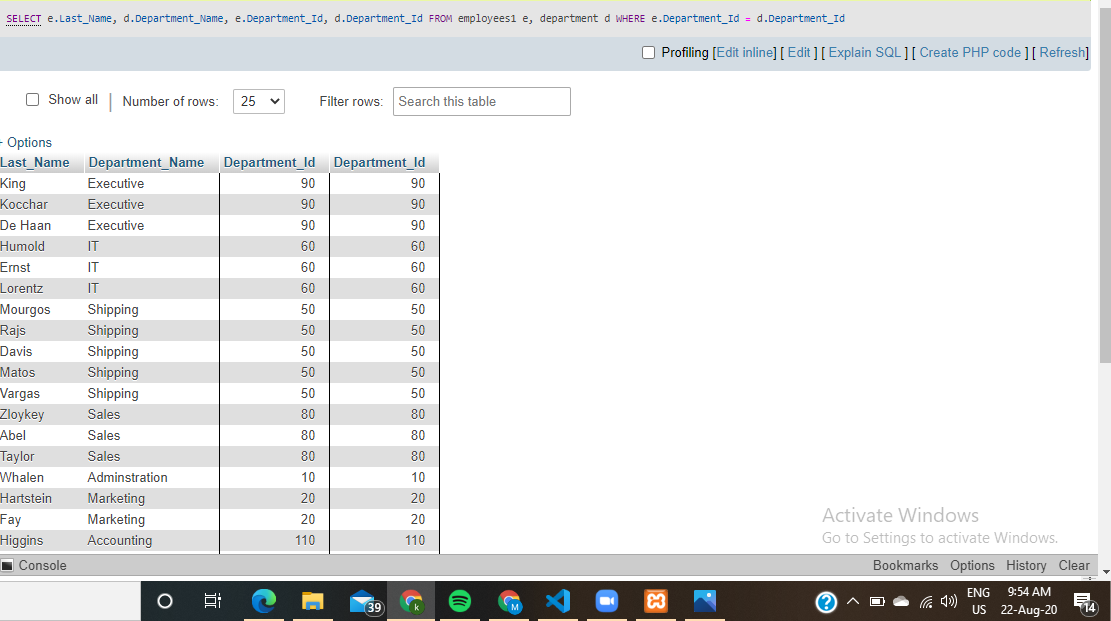 SELECT e.Last_Name, d.Department_Name, e.Department_Id, d.Department_Id FROM employees1 e, department d WHERE e.Department_Id = d.Department_Id
Profiling [Edit inline] [ Edit ] [ Explain SQL ] [ Create PHP code ] [ Refresh]
Show all | Number of rows: 25 Filter rows: Search this table
Options
Last_Name Department_Name Department_Id Department_Id
King Executive 90 90
Kocchar Executive 90 90
De Haan Executive 90 90
Humold IT 60 60
Ernst IT 60 60
Lorentz IT 60 60
Mourgos Shipping 50 50
Rajs Shipping 50 50
Davis Shipping 50 50
Matos Shipping 50 50
Vargas Shipping 50 50
Zloykey Sales 80 80
Abel Sales 80 80
Taylor Sales 80 80
Whalen Adminstration 10 10
Hartstein Marketing 20 20
Fay Marketing 20 20
Higgins Accounting 110 110
Activate Windows
Go to Settings to activate Windows.
Console Bookmarks Options History Clear
39 k M ENG 9:54 AM
US 22-Aug-20 14